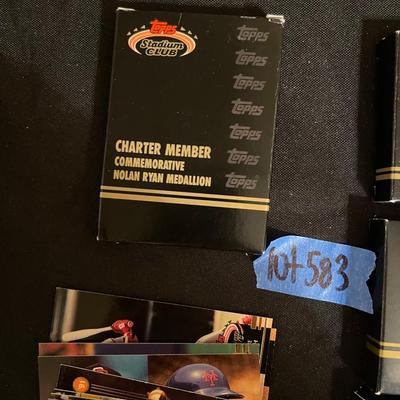 Topps
Stadium
CLUB
Topps
Topps
Topps
Topps
Topps
Topps
Topps
CHARTER MEMBER
COMMEMORATIVE
NOLAN RYAN MEDALLION
lot 583